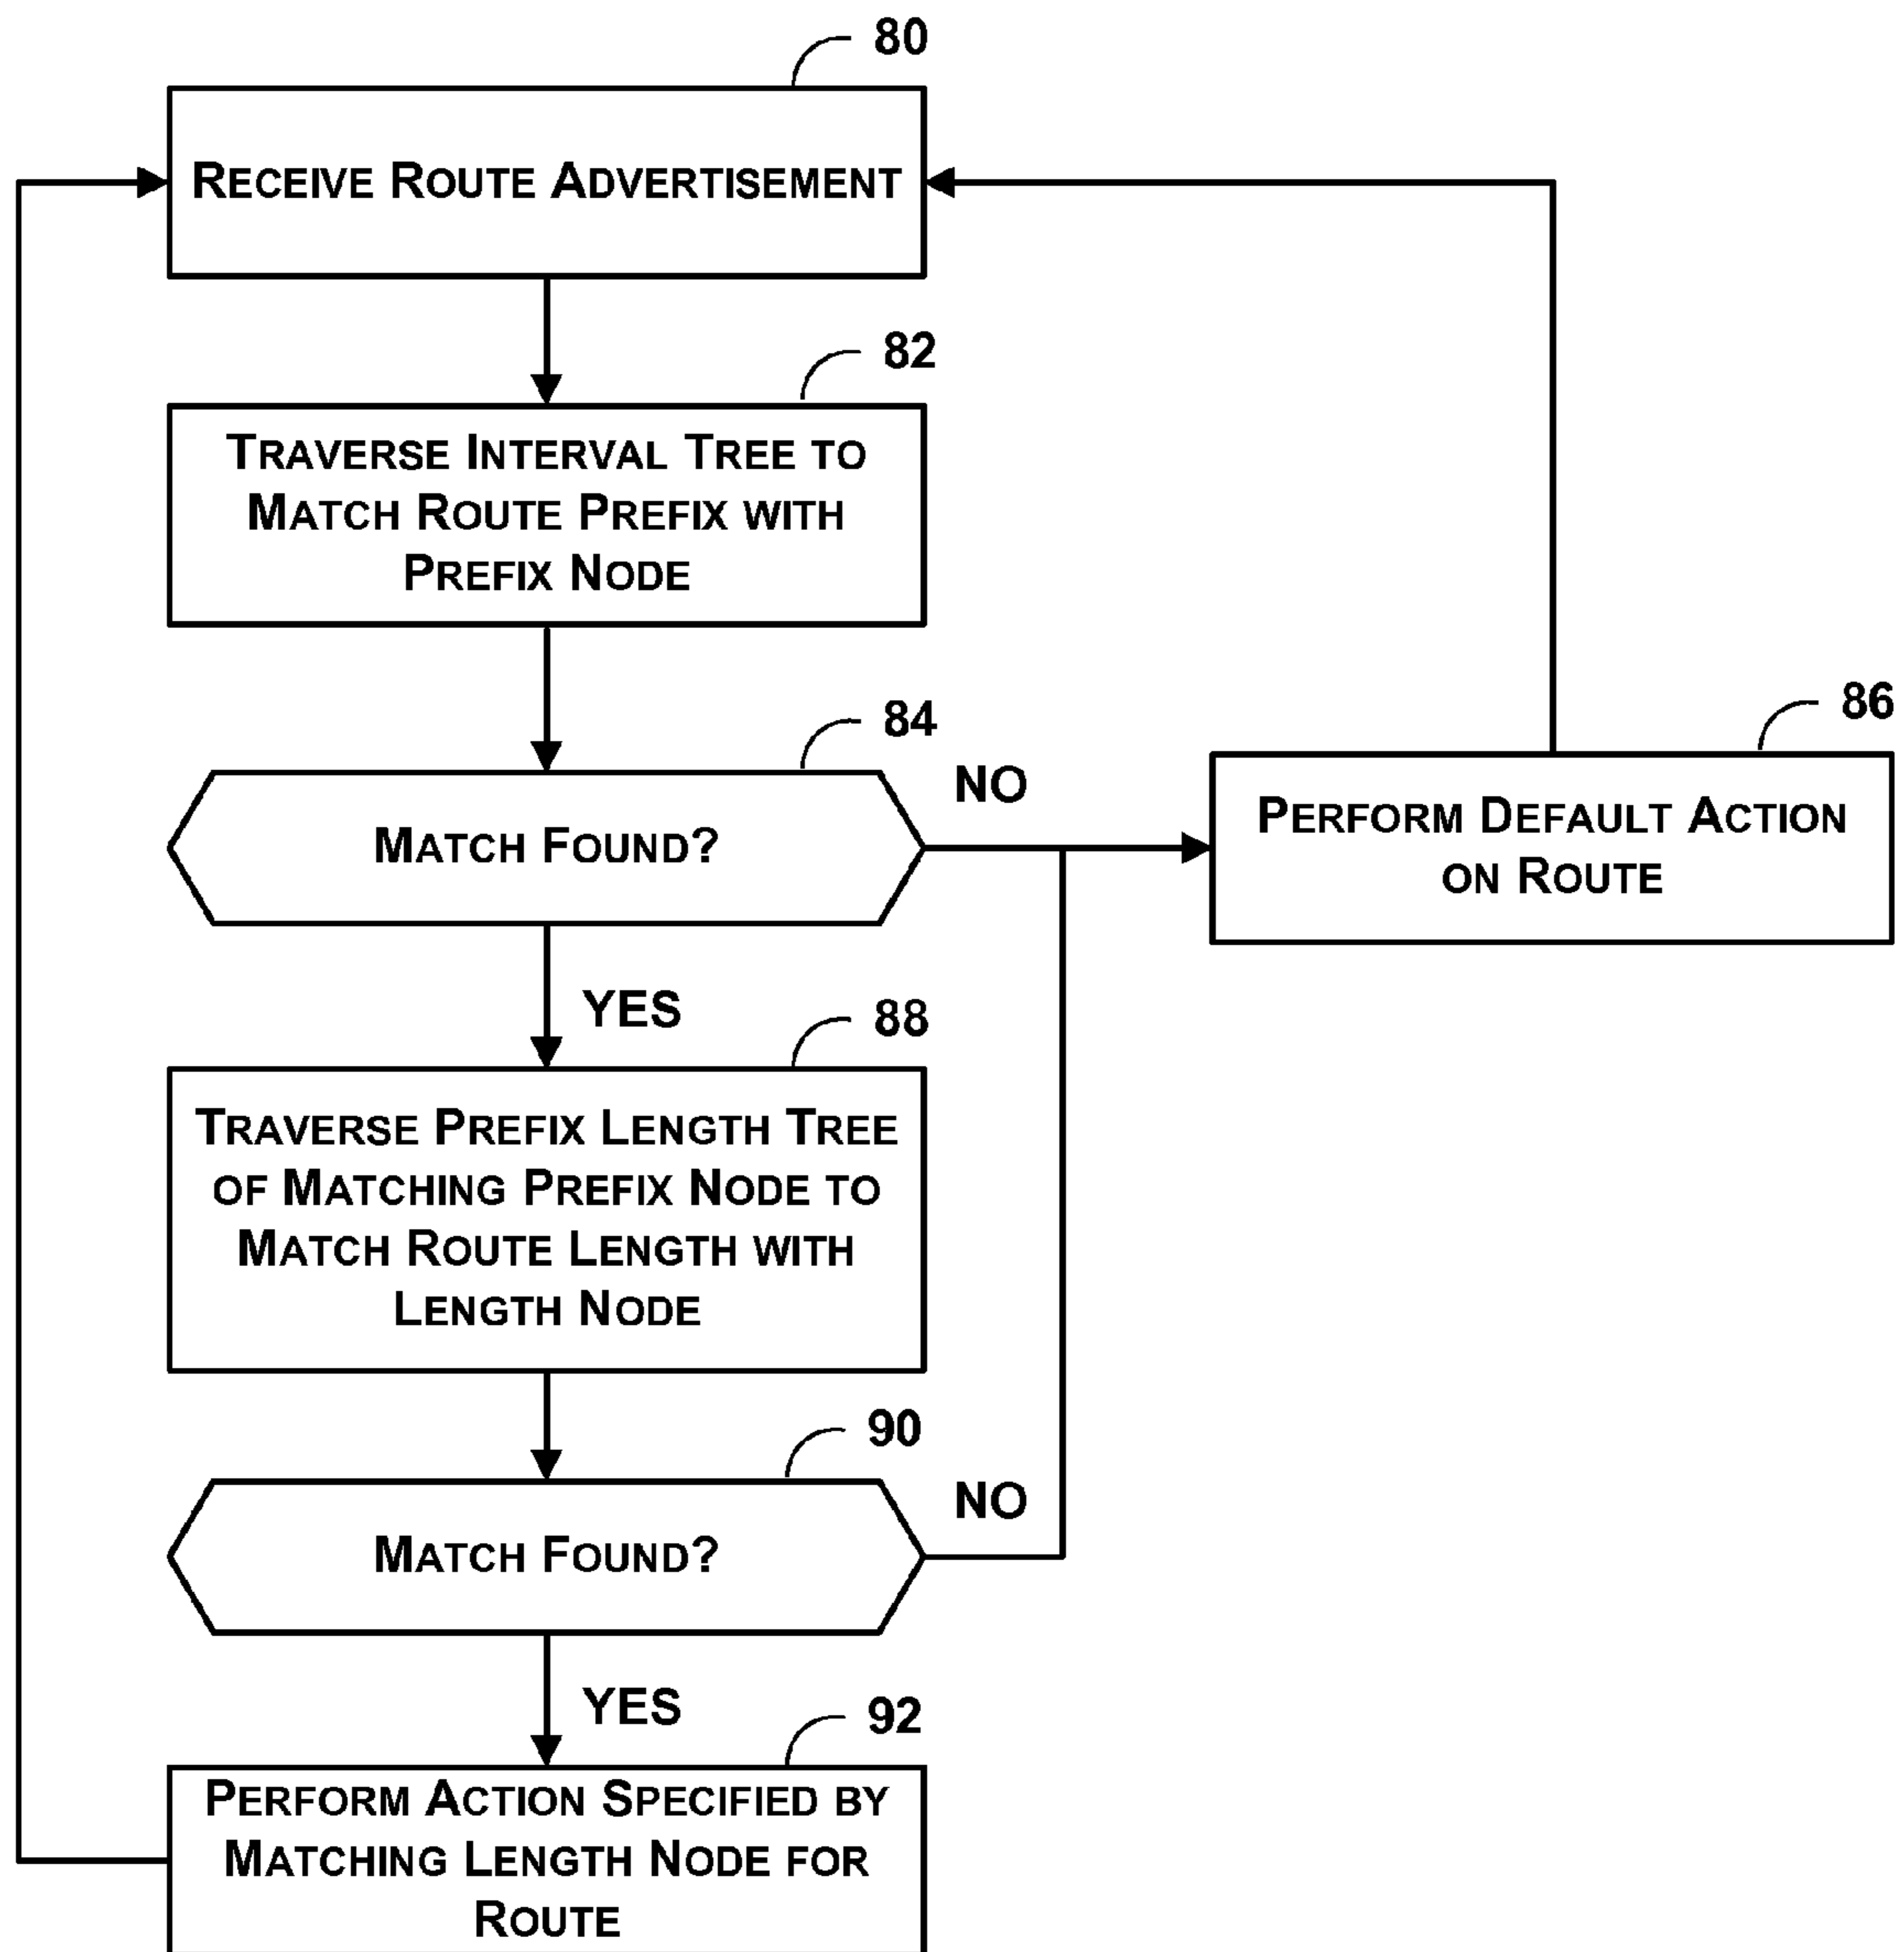 80
RECEIVE ROUTE ADVERTISEMENT
82
TRAVERSE INTERVAL TREE TO
MATCH ROUTE PREFIX WITH
PREFIX NODE
84
MATCH FOUND?
NO
86
PERFORM DEFAULT ACTION
ON ROUTE
YES
88
TRAVERSE PREFIX LENGTH TREE
OF MATCHING PREFIX NODE TO
MATCH ROUTE LENGTH WITH
LENGTH NODE
90
MATCH FOUND?
NO
YES
92
PERFORM ACTION SPECIFIED BY
MATCHING LENGTH NODE FOR
ROUTE